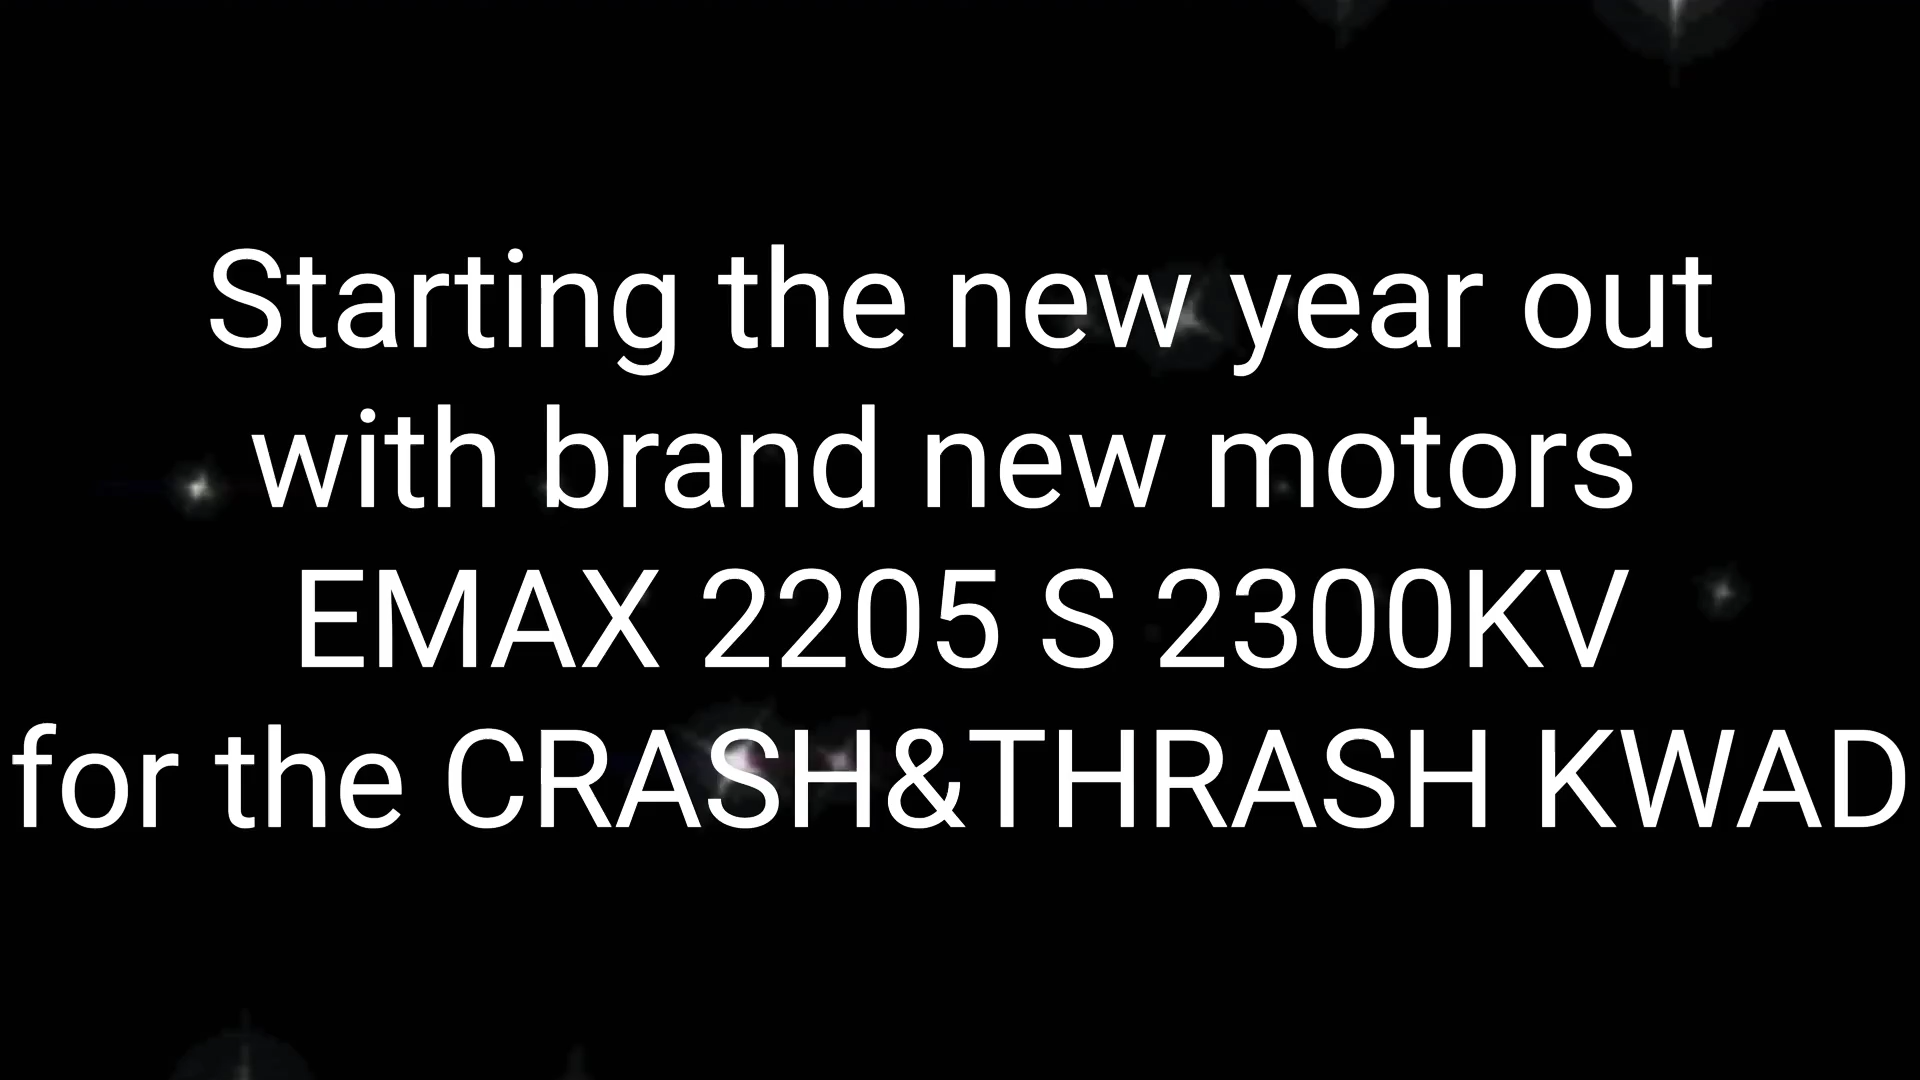 Starting the new year out
with brand new motors
EMAX 2205 S 2300KV
for the CRASH&THRASH KWAD